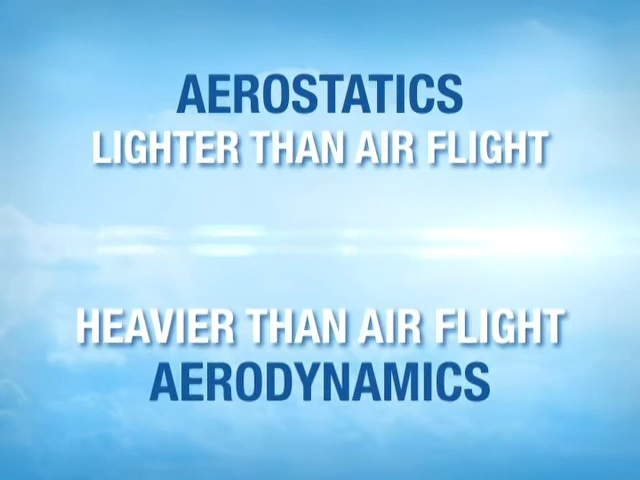 AEROSTATICS
LIGHTER THAN AIR FLIGHT
HEAVIER THAN AIR FLIGHT
AERODYNAMICS